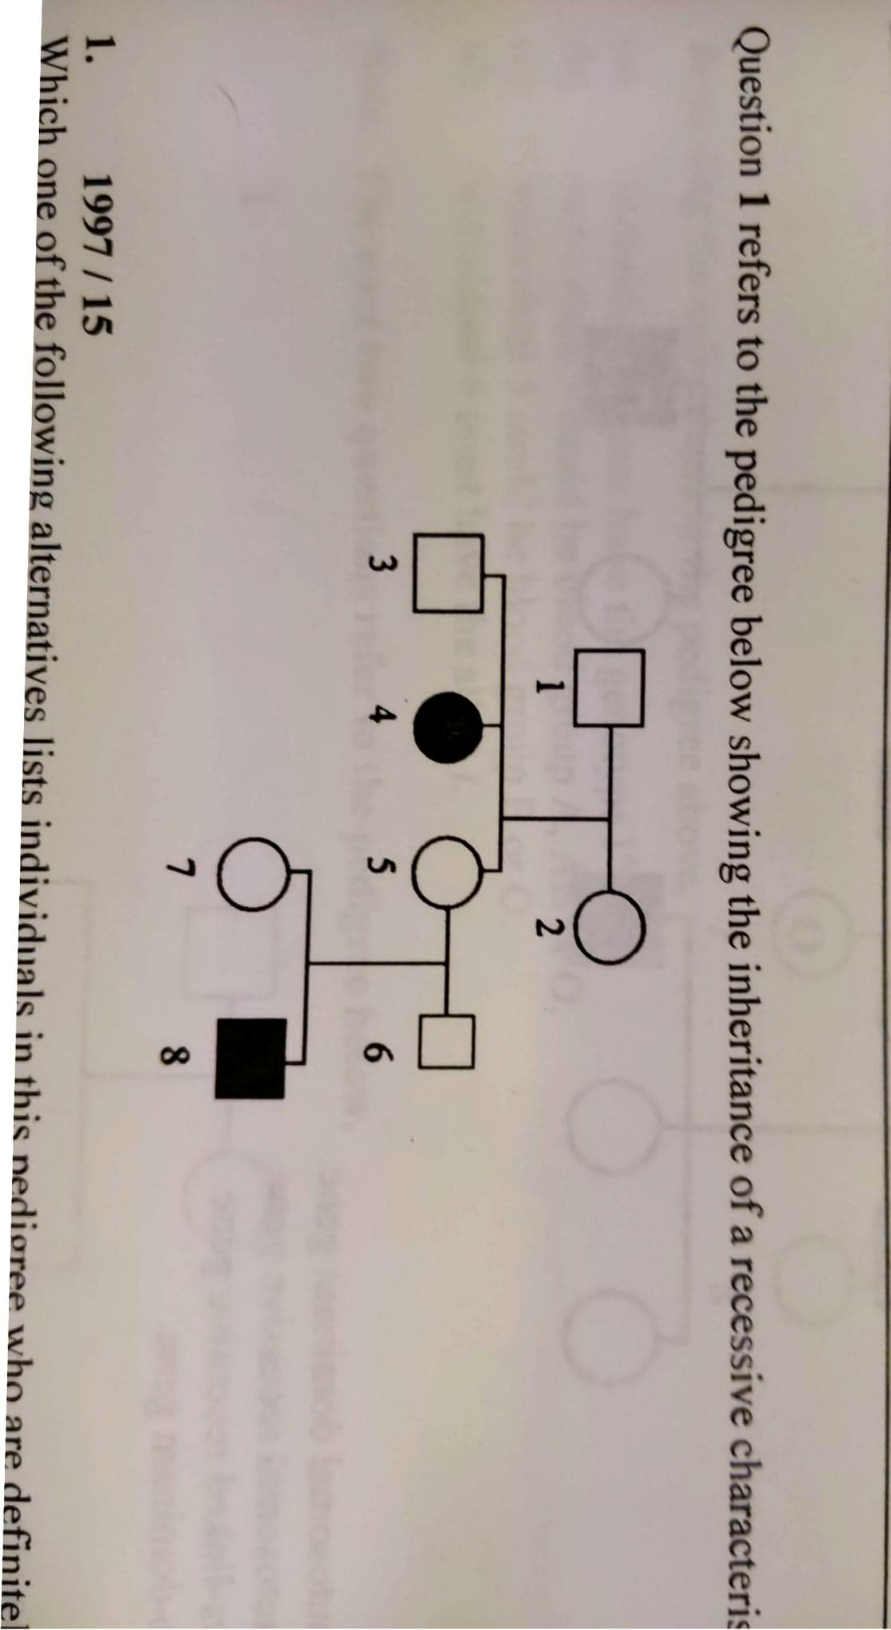 Question 1 refers to the pedigree below showing the inheritance of a recessive characteris
1
2
3
4
5
6
7
8
1. 1997 / 15
Which one of the following alternatives lists individuals in this pedigree who are definitel